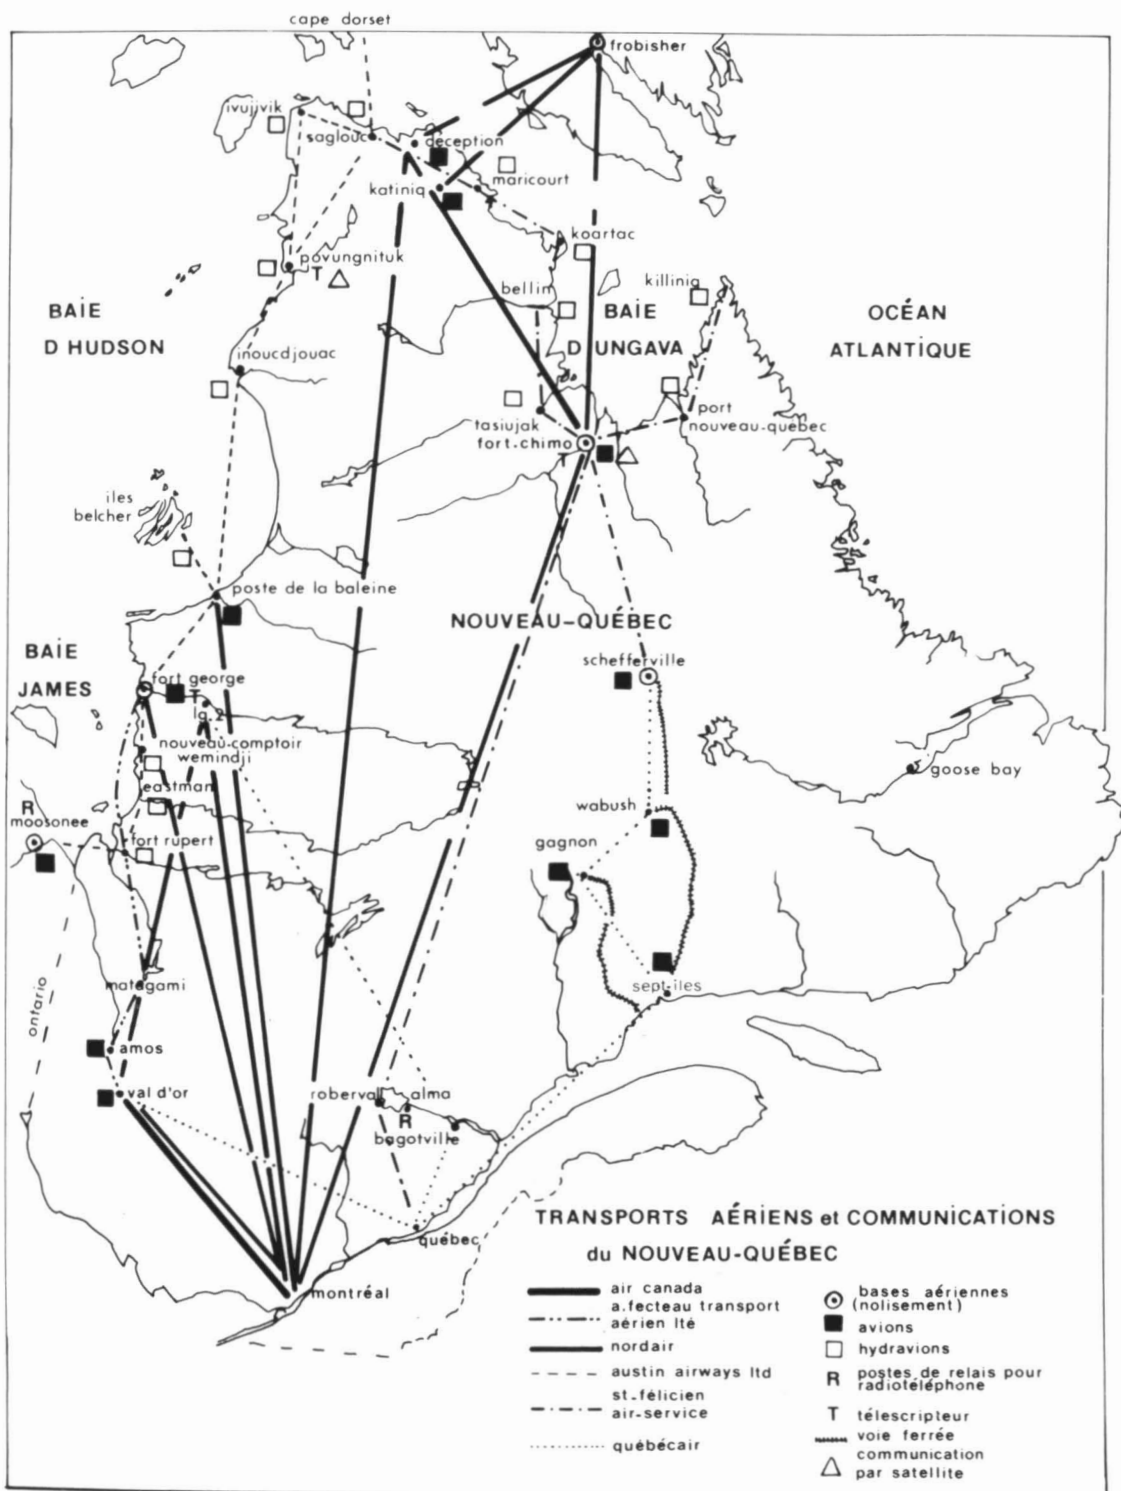 cape dorset
frobisher
ivujivik
saglouc
déception
maricourt
katiniq
koartac
povungnituk
T
bellin
killiniq
BAIE
D HUDSON
BAIE
D UNGAVA
OCÉAN
ATLANTIQUE
inoucdjouac
T
tasiujak
port
nouveau-québec
fort-chimo
T
iles
belcher
poste de la baleine
NOUVEAU-QUÉBEC
BAIE
JAMES
schefferville
fort george
T
lg.2
nouveau-comptoir
wemindji
goose bay
eastman
R
moosonee
wabush
fort rupert
gagnon
matagami
sept-iles
ontario
amos
val d'or
roberval
alma
R
bagotville
québec
montréal
TRANSPORTS AÉRIENS et COMMUNICATIONS
du NOUVEAU-QUÉBEC
air canada
a.fecteau transport
aérien lté
nordair
austin airways ltd
st-félicien
air-service
québécair
bases aériennes
(nolisement)
avions
hydravions
R postes de relais pour
radiotéléphone
T télescripteur
voie ferrée
communication
par satellite